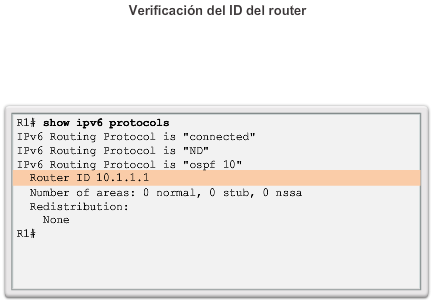 Verificación del ID del router
R1# show ipv6 protocols
IPv6 Routing Protocol is "connected"
IPv6 Routing Protocol is "ND"
IPv6 Routing Protocol is "ospf 10"
  Router ID 10.1.1.1
  Number of areas: 0 normal, 0 stub, 0 nssa
  Redistribution:
    None
R1#